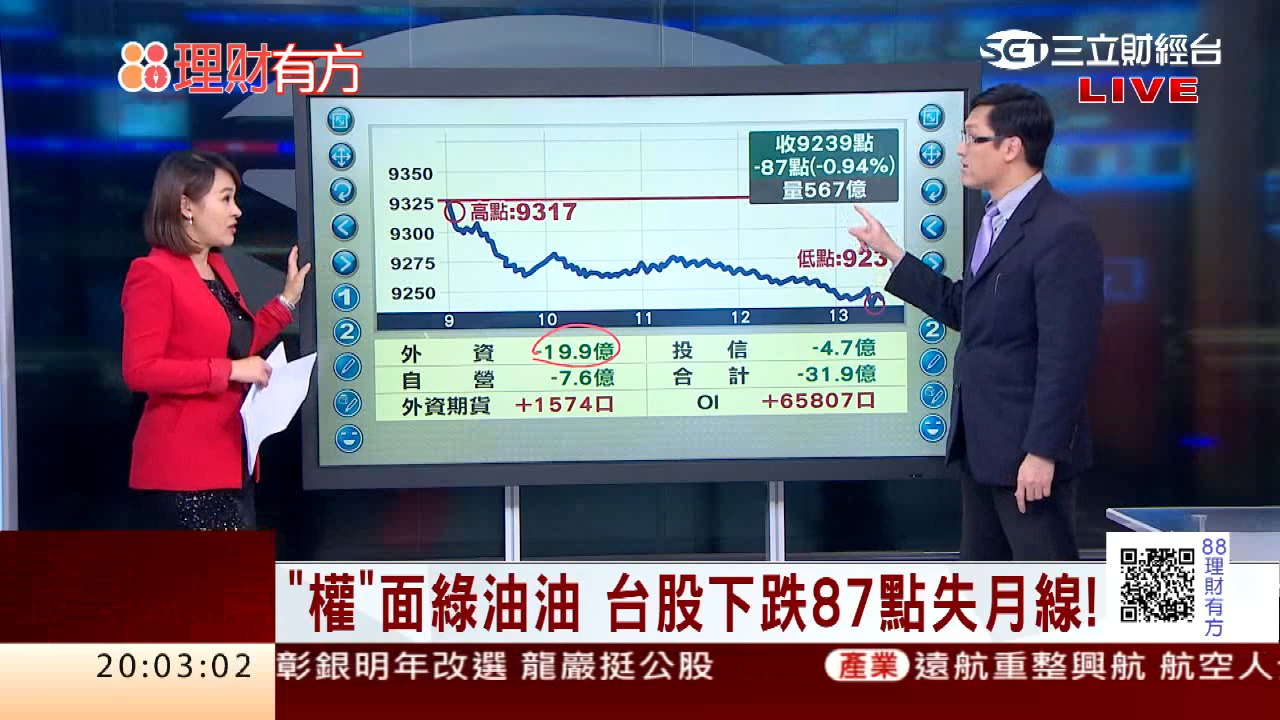 88理財有方
SET三立財經台
LIVE
收9239點
-87點(-0.94%)
量567億
9350
9325
9300
9275
9250
高點:9317
低點:923
9 10 11 12 13
外資 -19.9億 投信 -4.7億
自營 -7.6億 合計 -31.9億
外資期貨 +1574口 OI +65807口
1
2
2
"權"面綠油油 台股下跌87點失月線!
88理財有方
20:03:02
彰銀明年改選 龍巖挺公股
產業 遠航重整興航 航空人